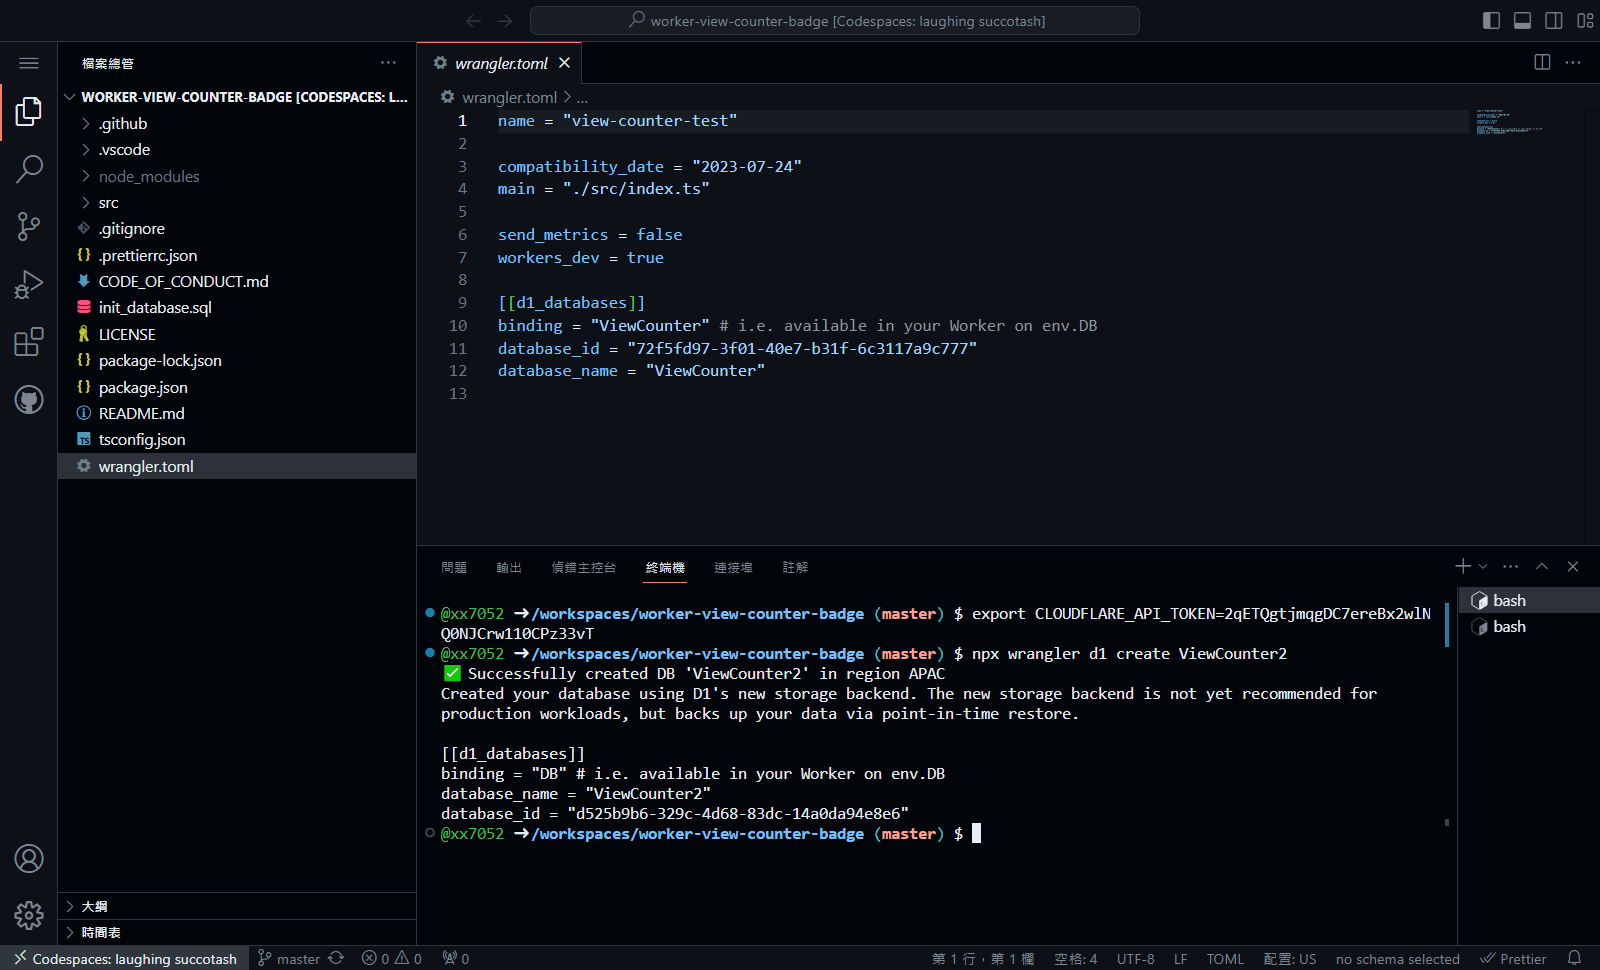 worker-view-counter-badge [Codespaces: laughing succotash]
檔案總管
WORKER-VIEW-COUNTER-BADGE [CODESPACES: L...
.github
.vscode
node_modules
src
.gitignore
.prettierrc.json
CODE_OF_CONDUCT.md
init_database.sql
LICENSE
package-lock.json
package.json
README.md
tsconfig.json
wrangler.toml
大綱
時間表
wrangler.toml
wrangler.toml > ...
1 name = "view-counter-test"
2
3 compatibility_date = "2023-07-24"
4 main = "./src/index.ts"
5
6 send_metrics = false
7 workers_dev = true
8
9 [[d1_databases]]
10 binding = "ViewCounter" # i.e. available in your Worker on env.DB
11 database_id = "72f5fd97-3f01-40e7-b31f-6c3117a9c777"
12 database_name = "ViewCounter"
13
問題 輸出 偵錯主控台 終端機 連接埠 註解
@xx7052 ➜/workspaces/worker-view-counter-badge (master) $ export CLOUDFLARE_API_TOKEN=2qETQgtjmqgDC7ereBx2wlN
Q0NJCrw110CPz33vT
@xx7052 ➜/workspaces/worker-view-counter-badge (master) $ npx wrangler d1 create ViewCounter2
✅ Successfully created DB 'ViewCounter2' in region APAC
Created your database using D1's new storage backend. The new storage backend is not yet recommended for
production workloads, but backs up your data via point-in-time restore.
[[d1_databases]]
binding = "DB" # i.e. available in your Worker on env.DB
database_name = "ViewCounter2"
database_id = "d525b9b6-329c-4d68-83dc-14a0da94e8e6"
@xx7052 ➜/workspaces/worker-view-counter-badge (master) $
bash
bash
Codespaces: laughing succotash master 0 0 0 第 1 行，第 1 欄 空格: 4 UTF-8 LF TOML 配置: US no schema selected Prettier